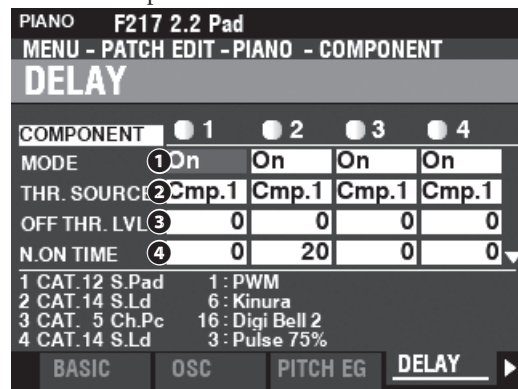 PIANO F217 2.2 Pad
MENU - PATCH EDIT - PIANO - COMPONENT
DELAY
COMPONENT 1 2 3 4
MODE 1 On On On On
THR. SOURCE 2 Cmp.1 Cmp.1 Cmp.1 Cmp.1
OFF THR. LVL 3 0 0 0 0
N.ON TIME 4 0 20 0 0
1 CAT.12 S.Pad 1 : PWM
2 CAT.14 S.Ld 6 : Kinura
3 CAT. 5 Ch.Pc 16 : Digi Bell 2
4 CAT.14 S.Ld 3 : Pulse 75%
BASIC OSC PITCH EG DELAY